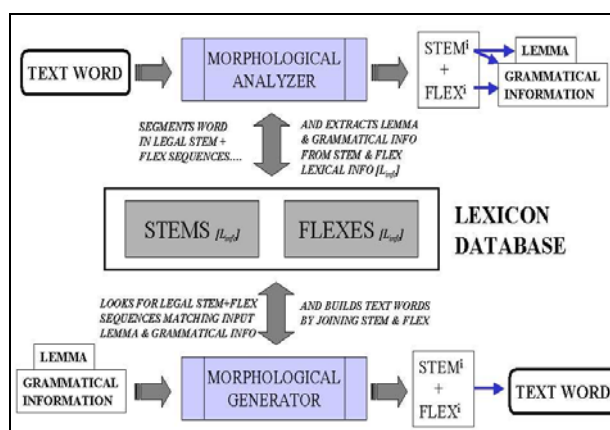 TEXT WORD
MORPHOLOGICAL
ANALYZER
STEMⁱ
+
FLEXⁱ
LEMMA
GRAMMATICAL
INFORMATION
SEGMENTS WORD
IN LEGAL STEM +
FLEX SEQUENCES....
AND EXTRACTS LEMMA
& GRAMMATICAL INFO
FROM STEM & FLEX
LEXICAL INFO [L_info]
STEMS [L_info]
FLEXES [L_info]
LEXICON
DATABASE
LOOKS FOR LEGAL STEM+FLEX
SEQUENCES MATCHING INPUT
LEMMA & GRAMMATICAL INFO
AND BUILDS TEXT WORDS
BY JOINING STEM & FLEX
LEMMA
GRAMMATICAL
INFORMATION
MORPHOLOGICAL
GENERATOR
STEMⁱ
+
FLEXⁱ
TEXT WORD